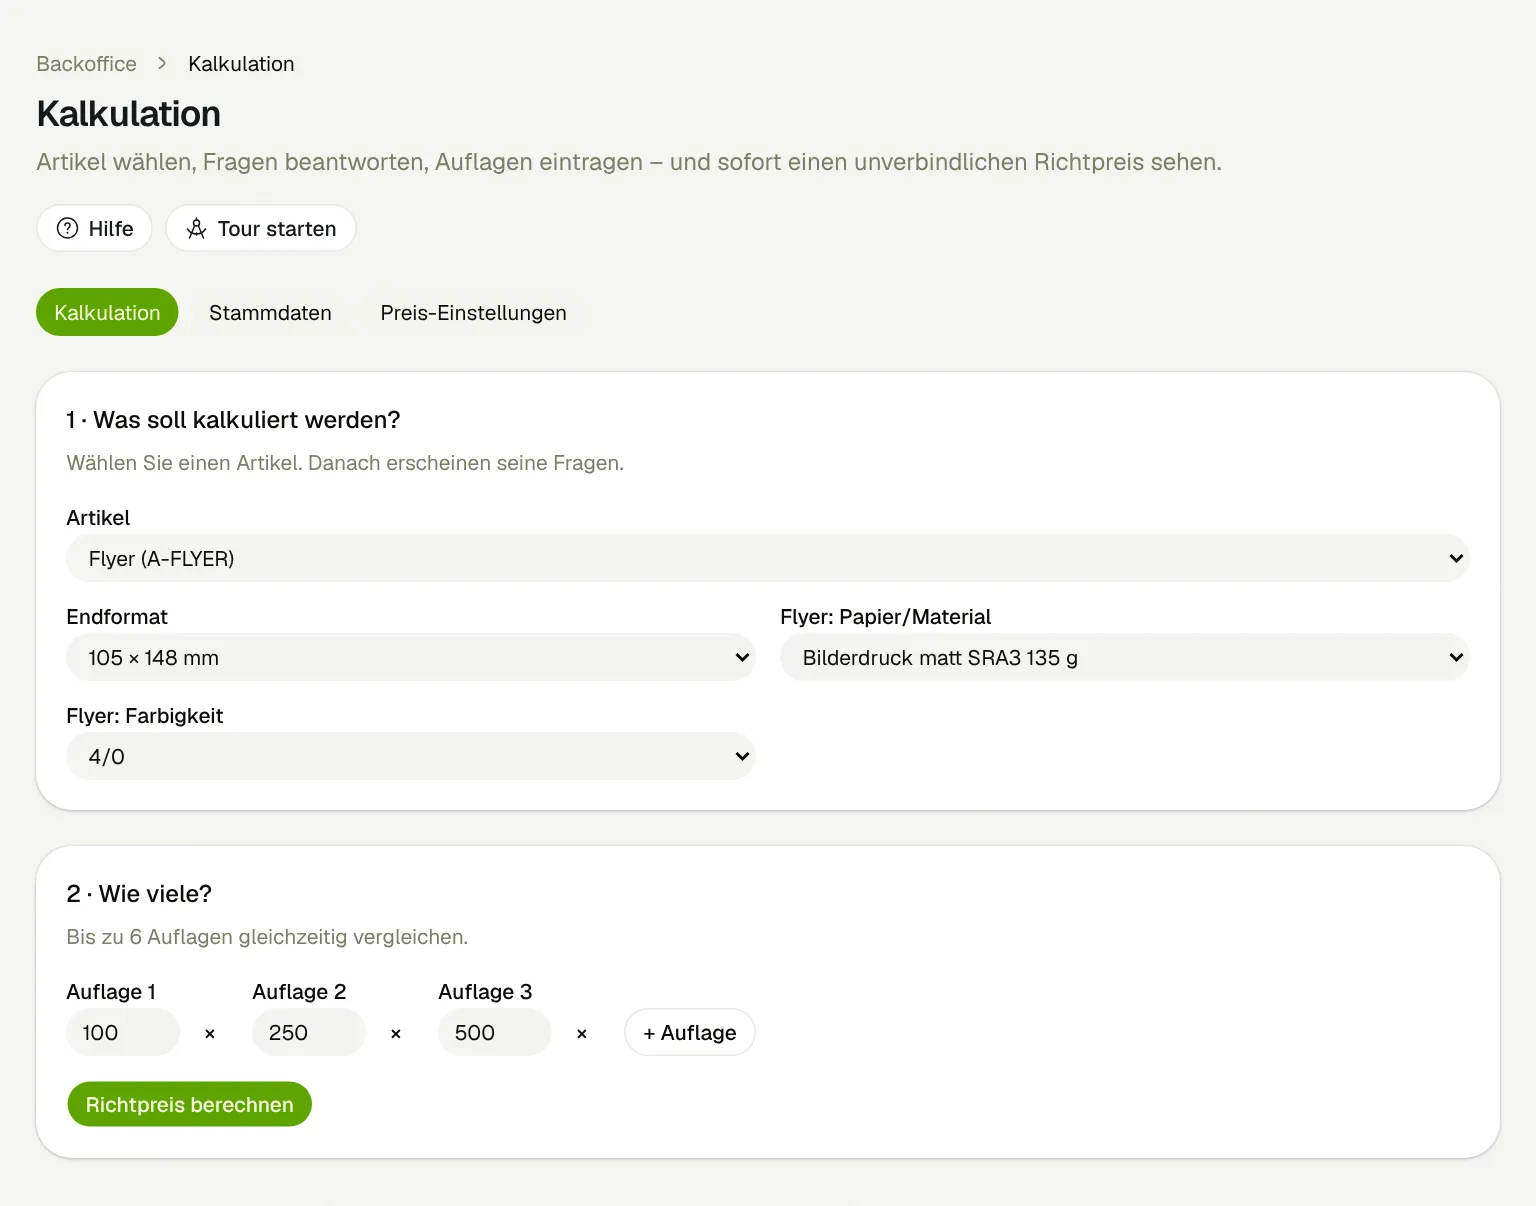 Backoffice > Kalkulation
Kalkulation
Artikel wählen, Fragen beantworten, Auflagen eintragen – und sofort einen unverbindlichen Richtpreis sehen.
Hilfe Tour starten
Kalkulation Stammdaten Preis-Einstellungen
1 · Was soll kalkuliert werden?
Wählen Sie einen Artikel. Danach erscheinen seine Fragen.
Artikel
Flyer (A-FLYER)
Endformat Flyer: Papier/Material
105 × 148 mm Bilderdruck matt SRA3 135 g
Flyer: Farbigkeit
4/0
2 · Wie viele?
Bis zu 6 Auflagen gleichzeitig vergleichen.
Auflage 1 Auflage 2 Auflage 3
100 × 250 × 500 × + Auflage
Richtpreis berechnen